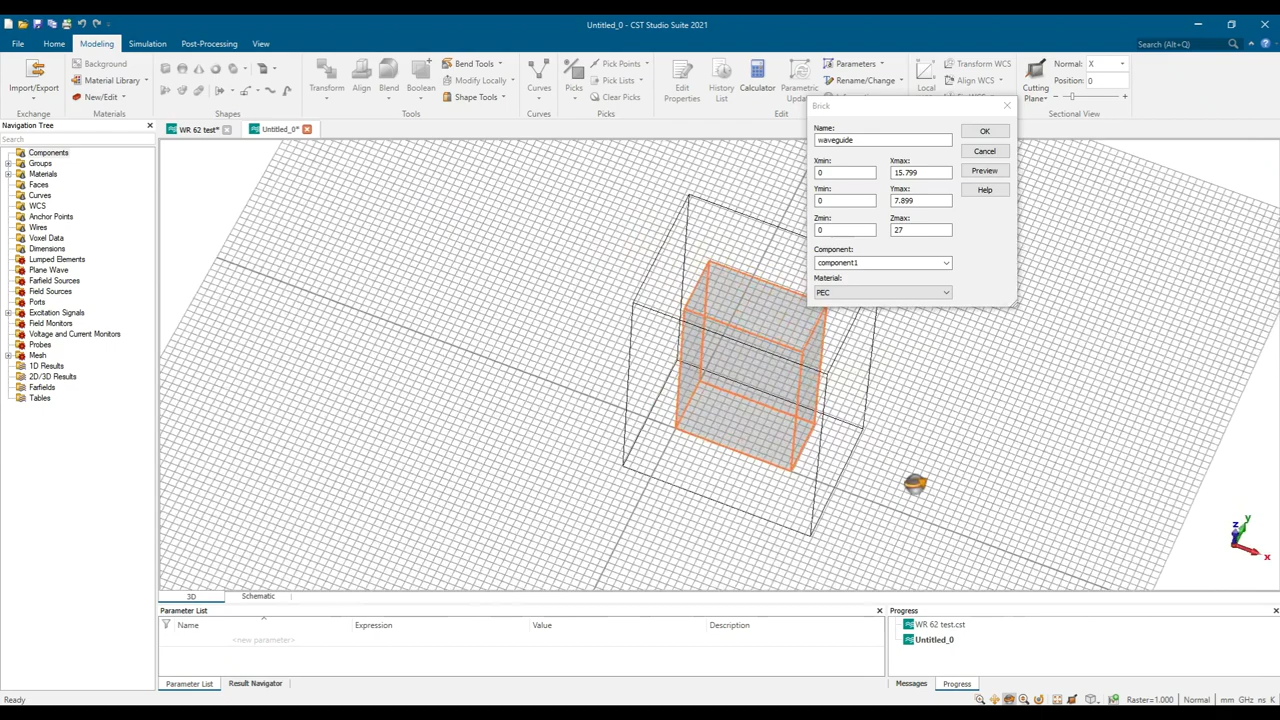 Untitled_0 - CST Studio Suite 2021
File
Home
Modeling
Simulation
Post-Processing
View
Search (Alt+Q)
Import/Export
Exchange
Background
Material Library
New/Edit
Materials
Shapes
Transform
Align
Blend
Boolean
Bend Tools
Modify Locally
Shape Tools
Tools
Curves
Curves
Picks
Pick Points
Pick Lists
Clear Picks
Picks
Edit
Properties
History
List
Calculator
Parametric
Parameters
Rename/Change
Edit
Local
Transform WCS
Align WCS
Cutting
Plane
Normal: X
Position: 0
Sectional View
Navigation Tree
Search
Components
Groups
Materials
Faces
Curves
WCS
Anchor Points
Wires
Voxel Data
Dimensions
Lumped Elements
Plane Wave
Farfield Sources
Field Sources
Ports
Excitation Signals
Field Monitors
Voltage and Current Monitors
Probes
Mesh
1D Results
2D/3D Results
Farfields
Tables
WR 62 test*
Untitled_0*
Brick
Name:
waveguide
OK
Cancel
Preview
Help
Xmin:
Xmax:
0
15.799
Ymin:
Ymax:
0
7.899
Zmin:
Zmax:
0
27
Component:
component1
Material:
PEC
z
y
x
3D
Schematic
Parameter List
Name
Expression
Value
Description
<new parameter>
Parameter List
Result Navigator
Progress
WR 62 test.cst
Untitled_0
Messages
Progress
Ready
Raster=1.000
Normal
mm GHz ns K